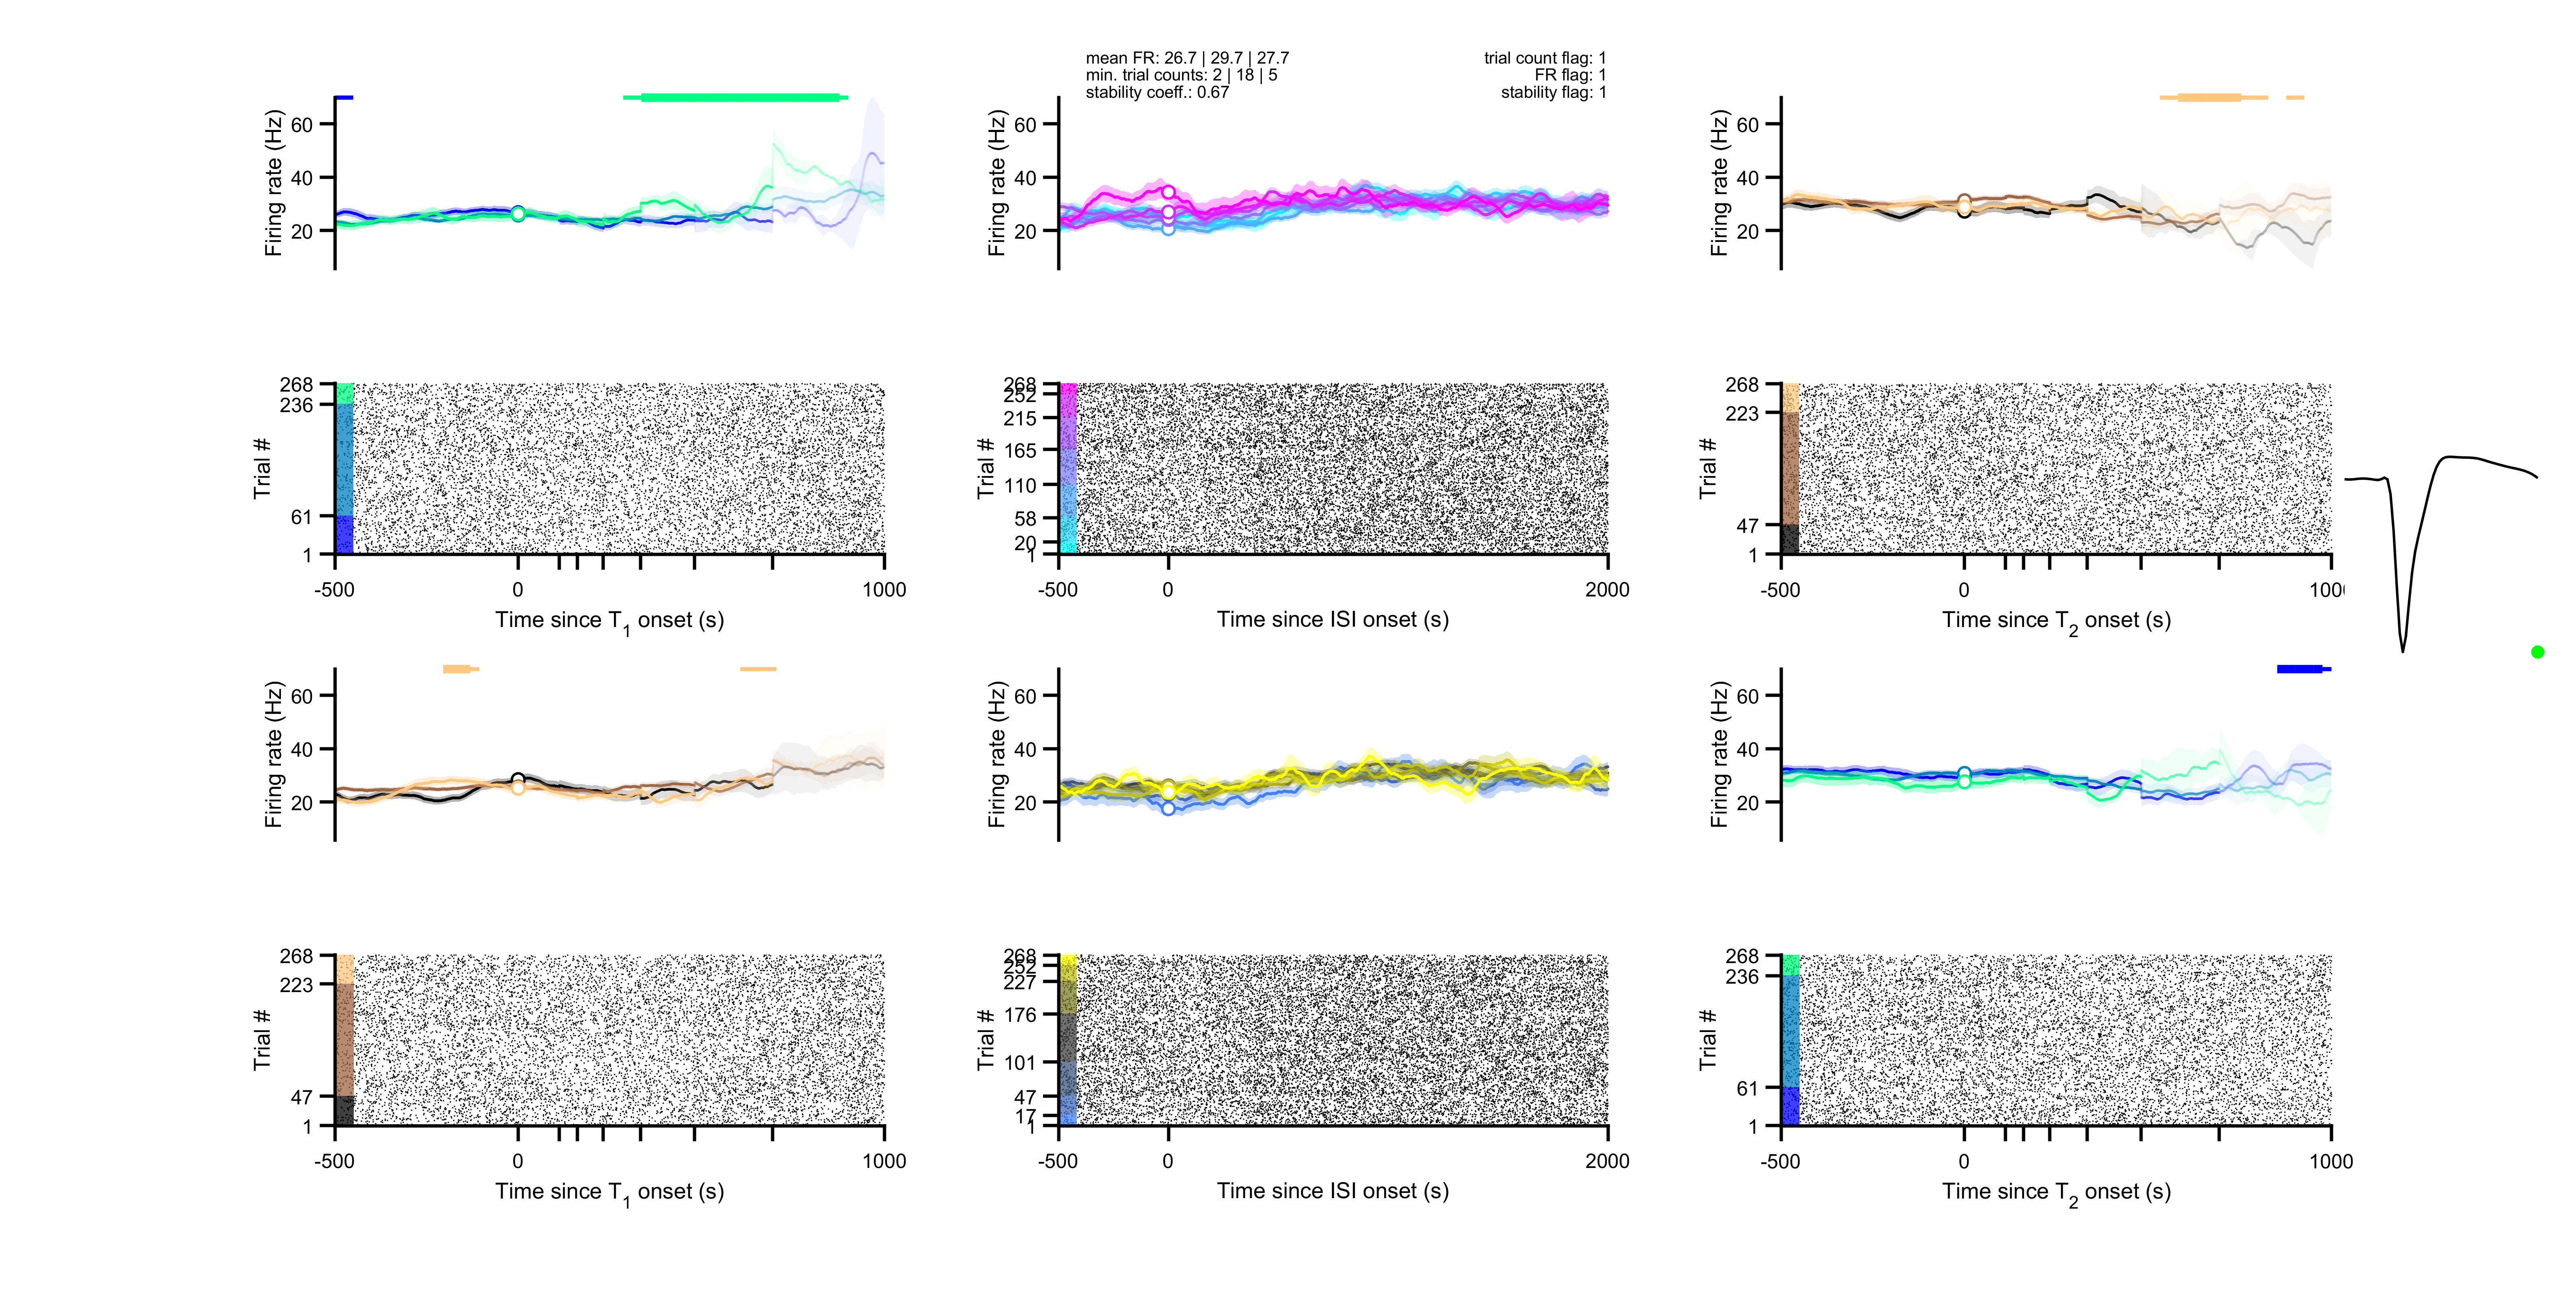 mean FR: 26.7 | 29.7 | 27.7
min. trial counts: 2 | 18 | 5
stability coeff.: 0.67
trial count flag: 1
FR flag: 1
stability flag: 1
Firing rate (Hz)
60
40
20
Firing rate (Hz)
60
40
20
Firing rate (Hz)
60
40
20
Trial #
268
236
61
1
-500
0
1000
Time since T1 onset (s)
Trial #
268
252
215
165
110
58
20
1
-500
0
2000
Time since ISI onset (s)
Trial #
268
223
47
1
-500
0
Time since T2 onset (s)
Firing rate (Hz)
60
40
20
Firing rate (Hz)
60
40
20
Firing rate (Hz)
60
40
20
Trial #
268
223
47
1
-500
0
1000
Time since T1 onset (s)
Trial #
268
252
227
176
101
47
17
1
-500
0
2000
Time since ISI onset (s)
Trial #
268
236
61
1
-500
0
1000
Time since T2 onset (s)